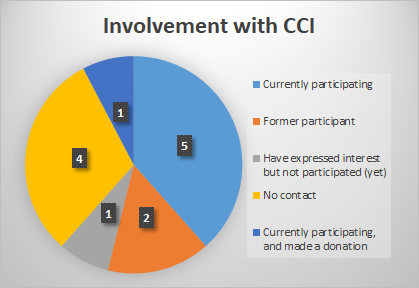 Involvement with CCI
1
5
4
1
2
Currently participating
Former participant
Have expressed interest
but not participated (yet)
No contact
Currently participating,
and made a donation